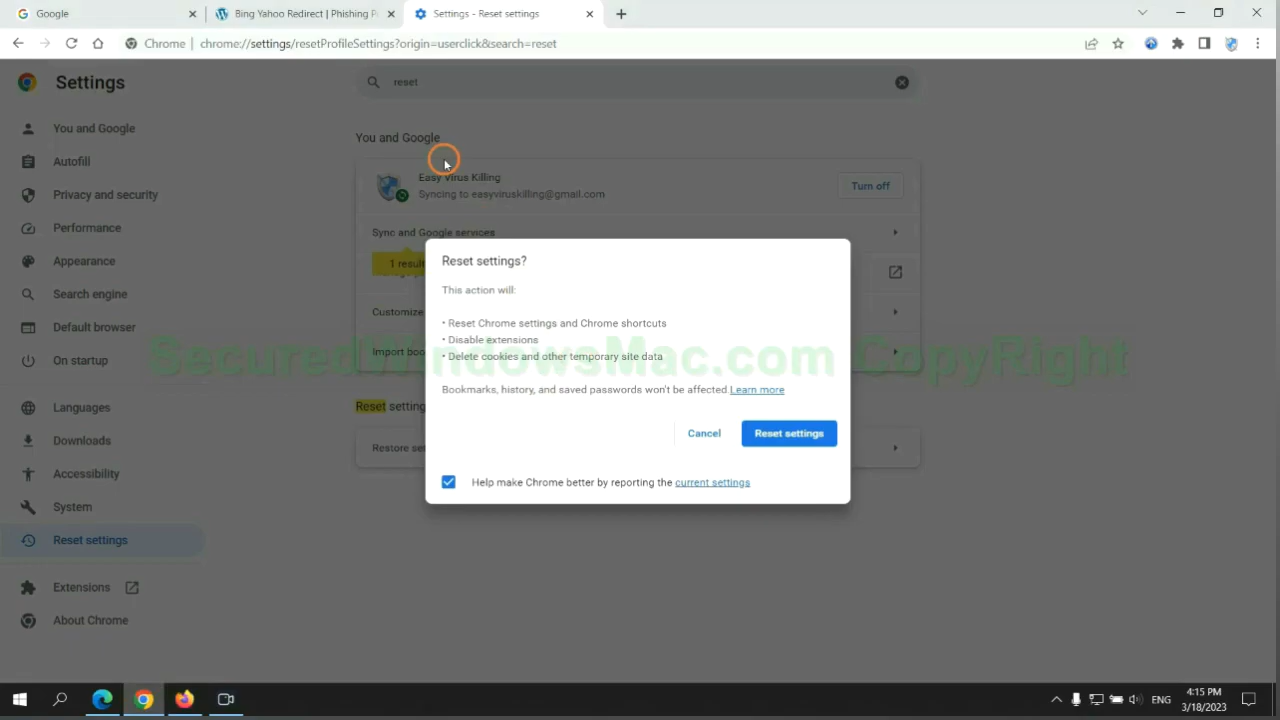 Google
Bing Yahoo Redirect | Phishing P
Settings - Reset settings
Chrome | chrome://settings/resetProfileSettings?origin=userclick&search=reset
Settings
reset
You and Google
Autofill
Privacy and security
Performance
Appearance
Search engine
Default browser
On startup
Languages
Downloads
Accessibility
System
Reset settings
Extensions
About Chrome
You and Google
Easy Virus Killing
Syncing to easyviruskilling@gmail.com
Turn off
Sync and Google services
1 result
Customize
Import boo
Reset setting
Restore se
Reset settings?
This action will:
• Reset Chrome settings and Chrome shortcuts
• Disable extensions
• Delete cookies and other temporary site data
Bookmarks, history, and saved passwords won't be affected.Learn more
Cancel
Reset settings
Help make Chrome better by reporting the current settings
SecuredWindowsMac.com CopyRight
ENG
4:15 PM
3/18/2023